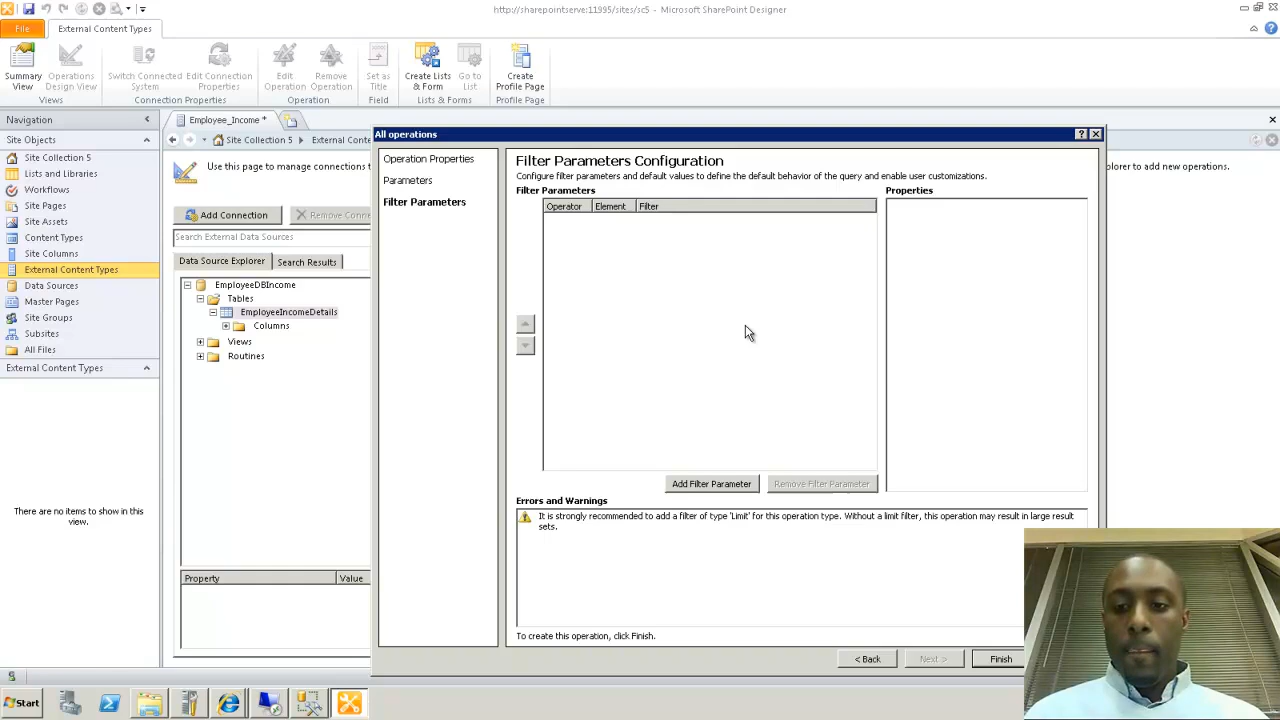 http://sharepointserve:11995/sites/sc5 - Microsoft SharePoint Designer
File
External Content Types
Summary View
Operations Design View
Switch Connected System
Edit Connection Properties
Edit Operation
Remove Operation
Set as Title
Create Lists & Form
Go to List
Create Profile Page
Views
Connection Properties
Operation
Field
Lists & Forms
Profile Page
Navigation
Site Objects
Site Collection 5
Lists and Libraries
Workflows
Site Pages
Site Assets
Content Types
Site Columns
External Content Types
Data Sources
Master Pages
Site Groups
Subsites
All Files
External Content Types
There are no items to show in this
view.
Employee_Income *
Site Collection 5
External Conte
Use this page to manage connections t
orer to add new operations.
Add Connection
Remove Conne
Search External Data Sources
Data Source Explorer
Search Results
EmployeeDBIncome
Tables
EmployeeIncomeDetails
Columns
Views
Routines
Property
Value
All operations
Operation Properties
Parameters
Filter Parameters
Filter Parameters Configuration
Configure filter parameters and default values to define the default behavior of the query and enable user customizations.
Filter Parameters
Properties
Operator
Element
Filter
Add Filter Parameter
Remove Filter Parameter
Errors and Warnings
It is strongly recommended to add a filter of type 'Limit' for this operation type. Without a limit filter, this operation may result in large result
sets.
To create this operation, click Finish.
< Back
Next >
Finish
Start